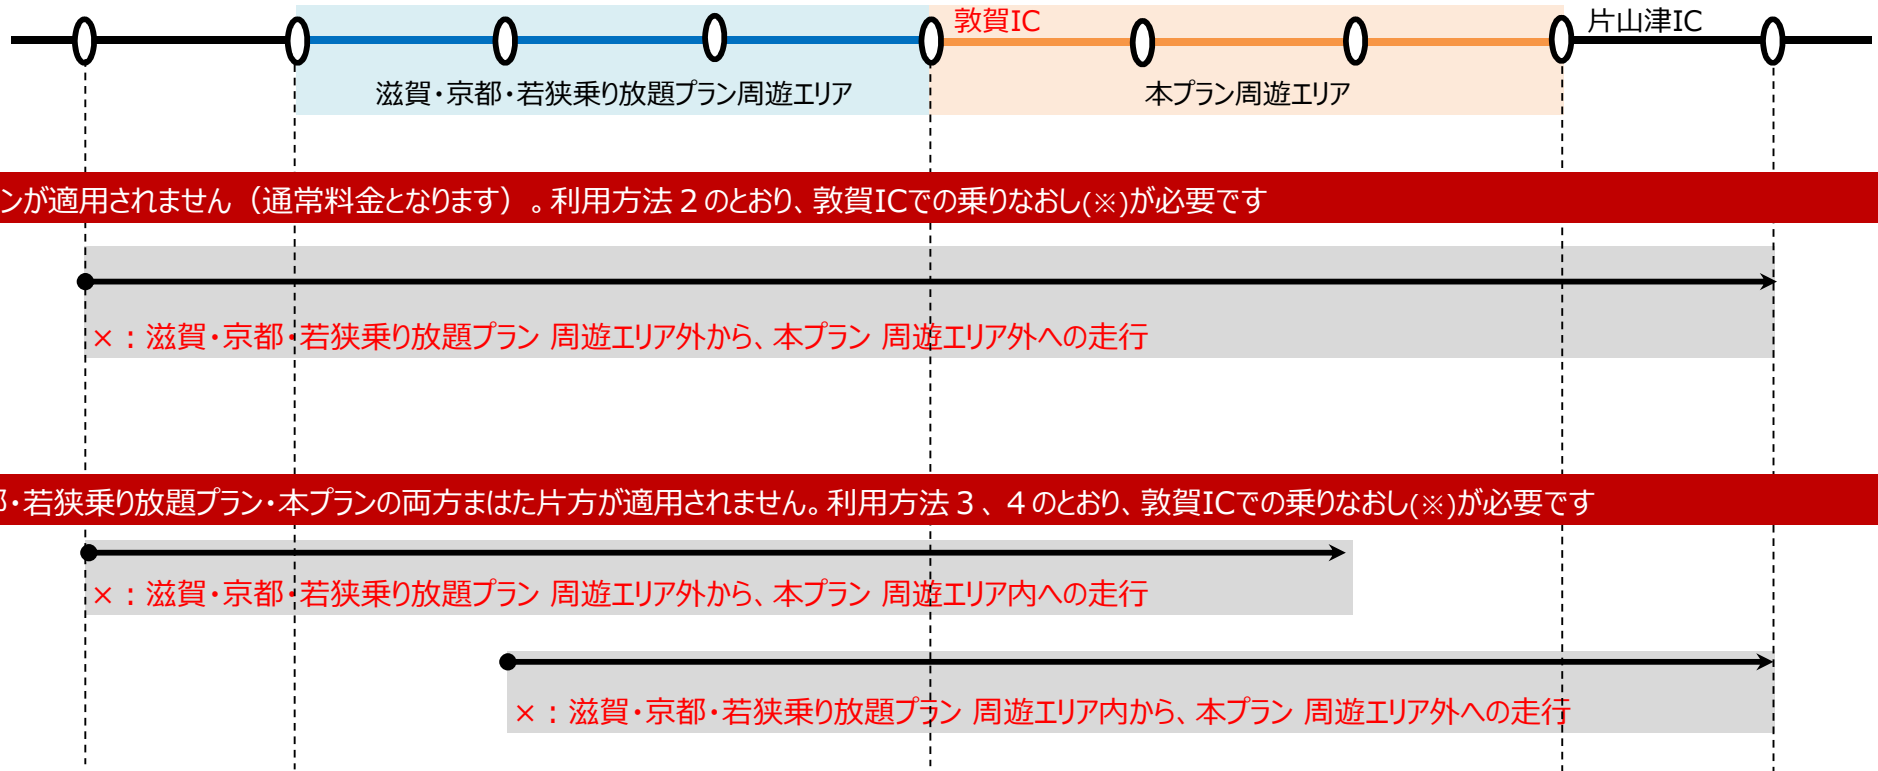 敦賀IC
片山津IC
滋賀・京都・若狭乗り放題プラン周遊エリア
本プラン周遊エリア
ンが適用されません（通常料金となります）。利用方法２のとおり、敦賀ICでの乗りなおし(※)が必要です
×：滋賀・京都・若狭乗り放題プラン 周遊エリア外から、本プラン 周遊エリア外への走行
・若狭乗り放題プラン・本プランの両方まはた片方が適用されません。利用方法３、４のとおり、敦賀ICでの乗りなおし(※)が必要です
×：滋賀・京都・若狭乗り放題プラン 周遊エリア外から、本プラン 周遊エリア内への走行
×：滋賀・京都・若狭乗り放題プラン 周遊エリア内から、本プラン 周遊エリア外への走行